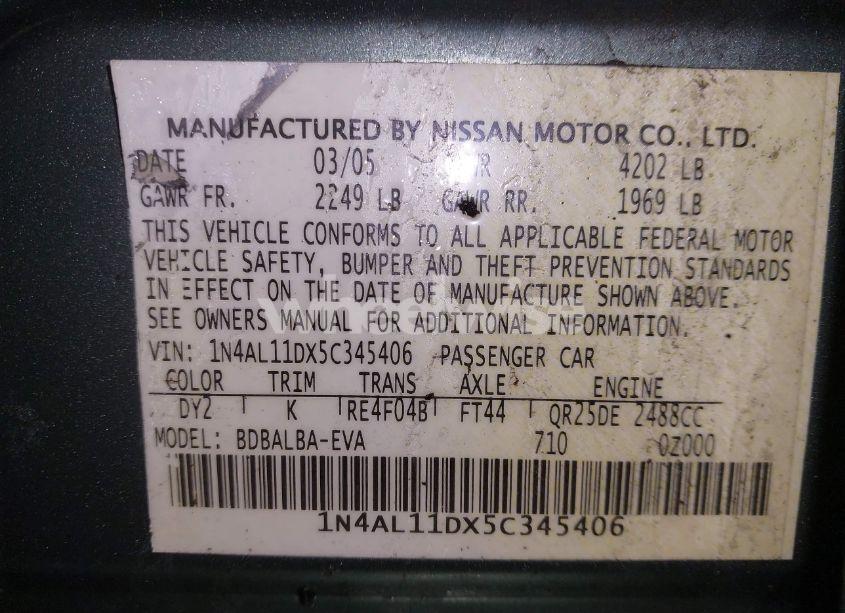 MANUFACTURED BY NISSAN MOTOR CO., LTD.
DATE 03/05 4202 LB
GAWR FR. 2249 LB GAWR RR. 1969 LB
THIS VEHICLE CONFORMS TO ALL APPLICABLE FEDERAL MOTOR
VEHICLE SAFETY, BUMPER AND THEFT PREVENTION STANDARDS
IN EFFECT ON THE DATE OF MANUFACTURE SHOWN ABOVE.
SEE OWNERS MANUAL FOR ADDITIONAL INFORMATION.
VIN: 1N4AL11DX5C345406 PASSENGER CAR
COLOR TRIM TRANS AXLE ENGINE
DY2 K RE4F04B FT44 QR25DE 2488CC
MODEL: BDBALBA-EVA 710 0Z000
1N4AL11DX5C345406